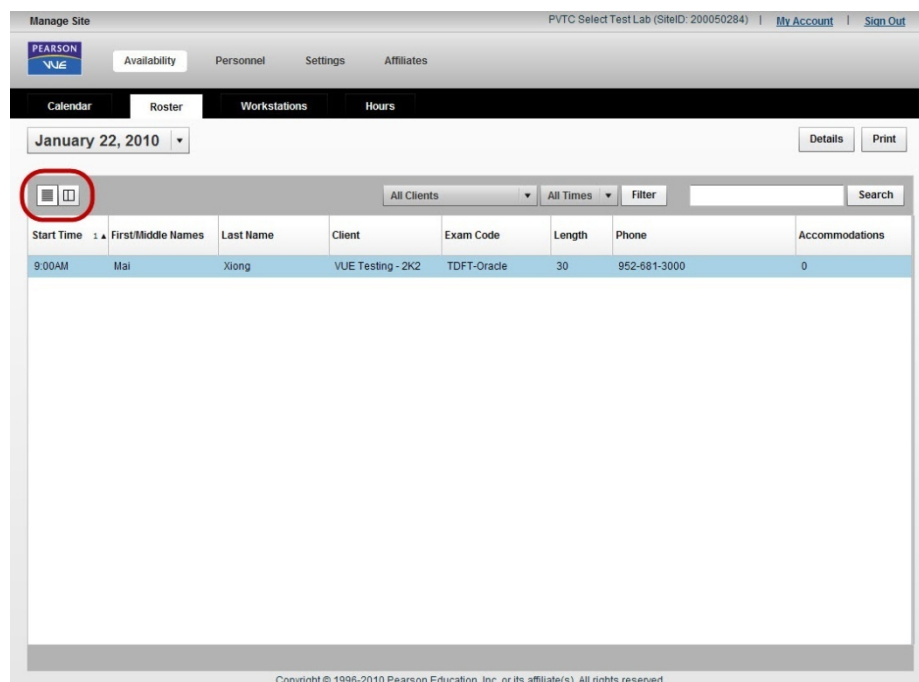 Manage Site PVTC Select Test Lab (SiteID: 200050284) | My Account | Sign Out
PEARSON
VUE
Availability Personnel Settings Affiliates
Calendar Roster Workstations Hours
January 22, 2010 Details Print
All Clients All Times Filter Search
Start Time 1 First/Middle Names Last Name Client Exam Code Length Phone Accommodations
9:00AM Mai Xiong VUE Testing - 2K2 TDFT-Oracle 30 952-681-3000 0
Copyright © 1996-2010 Pearson Education, Inc. or its affiliate(s). All rights reserved.